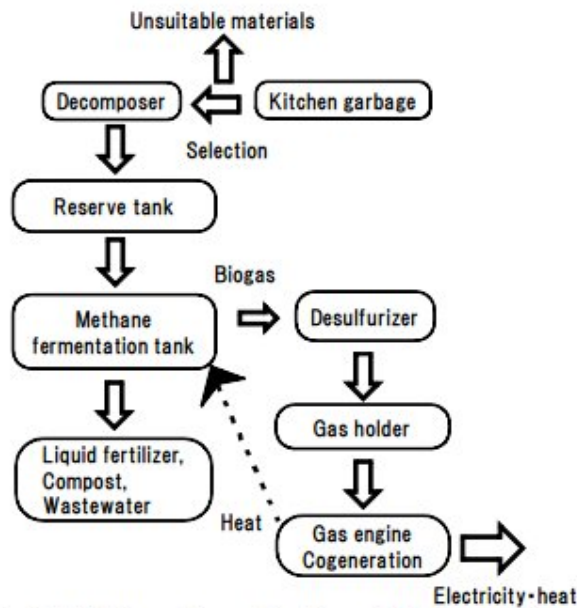 Unsuitable materials
Decomposer
Kitchen garbage
Selection
Reserve tank
Biogas
Methane
fermentation tank
Desulfurizer
Gas holder
Liquid fertilizer,
Compost,
Wastewater
Heat
Gas engine
Cogeneration
Electricity・heat